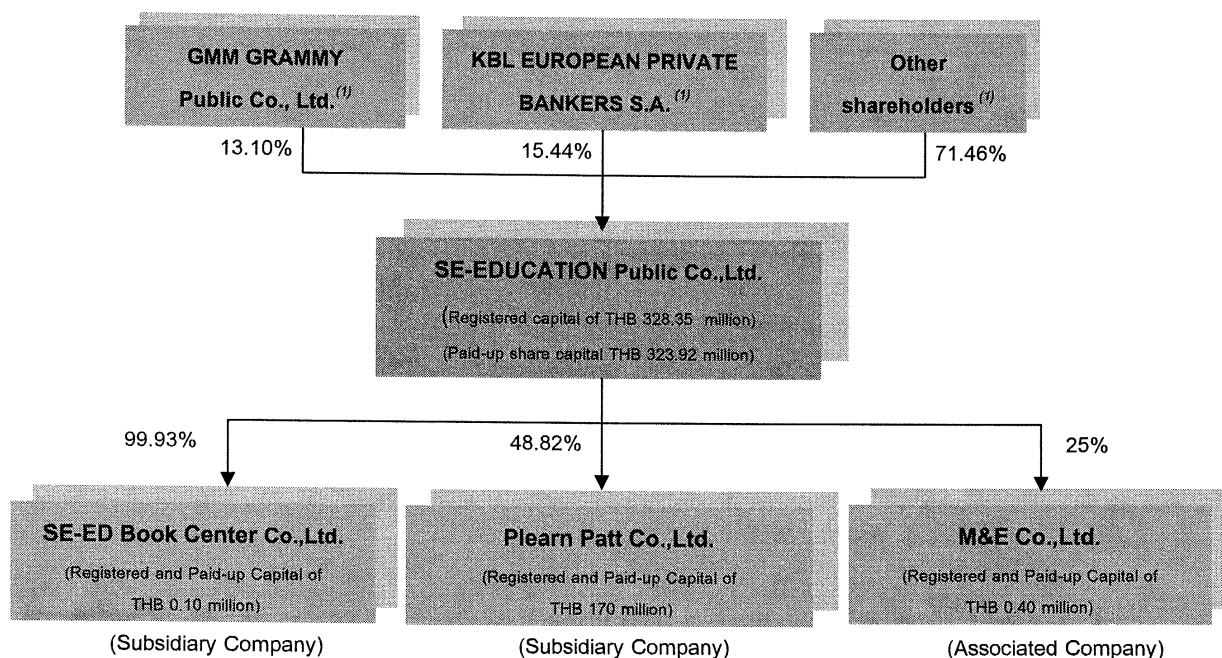 GMM GRAMMY
Public Co., Ltd. (1)
KBL EUROPEAN PRIVATE
BANKERS S.A. (1)
Other
shareholders (1)
13.10%
15.44%
71.46%
SE-EDUCATION Public Co.,Ltd.
(Registered capital of THB 328.35 million)
(Paid-up share capital THB 323.92 million)
99.93%
48.82%
25%
SE-ED Book Center Co.,Ltd.
(Registered and Paid-up Capital of
THB 0.10 million)
(Subsidiary Company)
Plearn Patt Co.,Ltd.
(Registered and Paid-up Capital of
THB 170 million)
(Subsidiary Company)
M&E Co.,Ltd.
(Registered and Paid-up Capital of
THB 0.40 million)
(Associated Company)